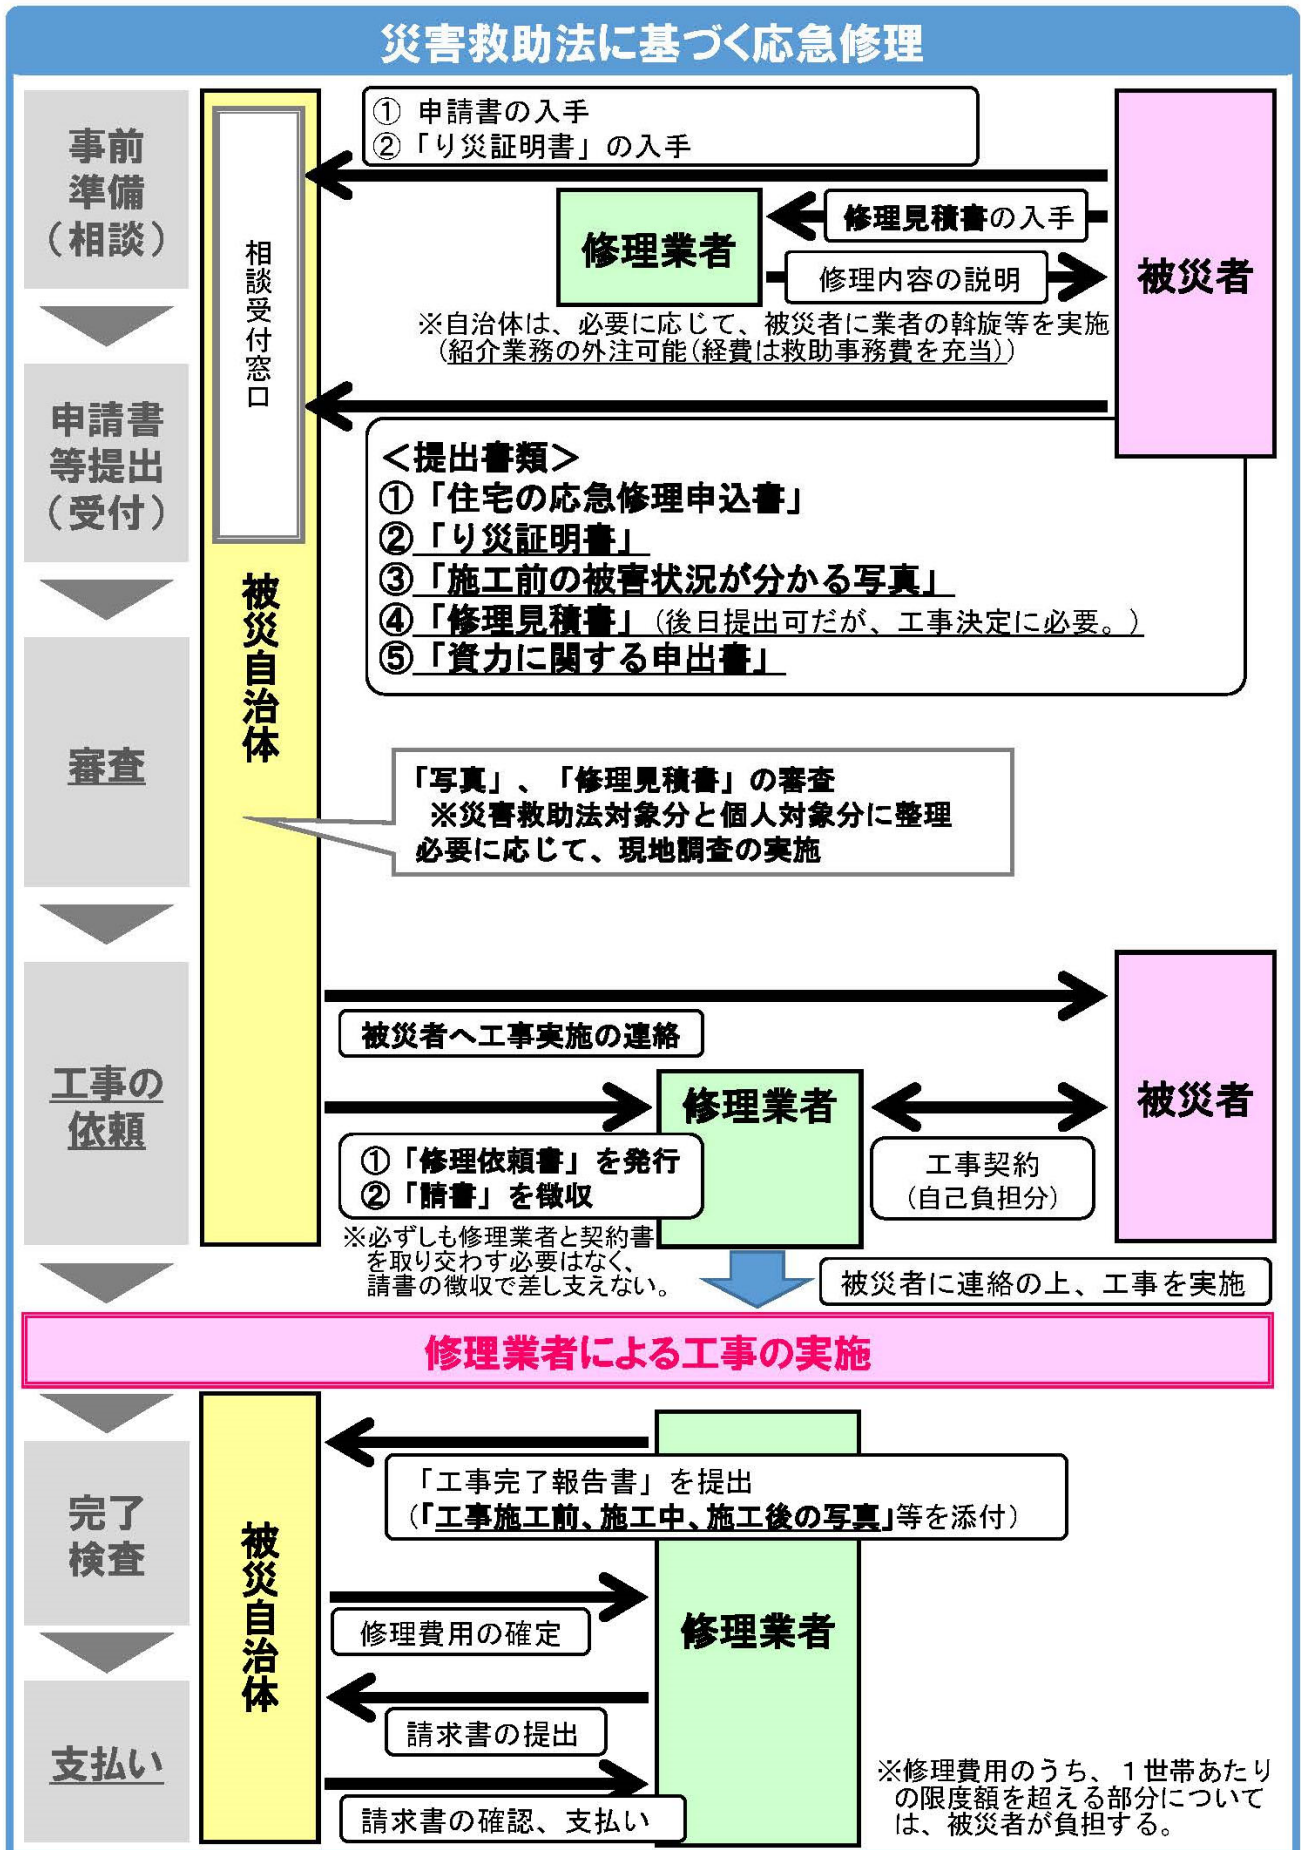 災害救助法に基づく応急修理
事前
準備
（相談）
① 申請書の入手
②「り災証明書」の入手
修理業者
修理見積書の入手
修理内容の説明
被災者
相談受付窓口
※自治体は、必要に応じて、被災者に業者の斡旋等を実施
（紹介業務の外注可能（経費は救助事務費を充当））
申請書
等提出
（受付）
＜提出書類＞
①「住宅の応急修理申込書」
②「り災証明書」
③「施工前の被害状況が分かる写真」
④「修理見積書」（後日提出可だが、工事決定に必要。）
⑤「資力に関する申出書」
被災自治体
審査
「写真」、「修理見積書」の審査
※災害救助法対象分と個人対象分に整理
必要に応じて、現地調査の実施
工事の
依頼
被災者へ工事実施の連絡
修理業者
被災者
①「修理依頼書」を発行
②「請書」を徴収
工事契約
（自己負担分）
※必ずしも修理業者と契約書
を取り交わす必要はなく、
請書の徴収で差し支えない。
被災者に連絡の上、工事を実施
修理業者による工事の実施
完了
検査
「工事完了報告書」を提出
（「工事施工前、施工中、施工後の写真」等を添付）
被災自治体
修理費用の確定
修理業者
請求書の提出
支払い
請求書の確認、支払い
※修理費用のうち、１世帯あたり
の限度額を超える部分について
は、被災者が負担する。